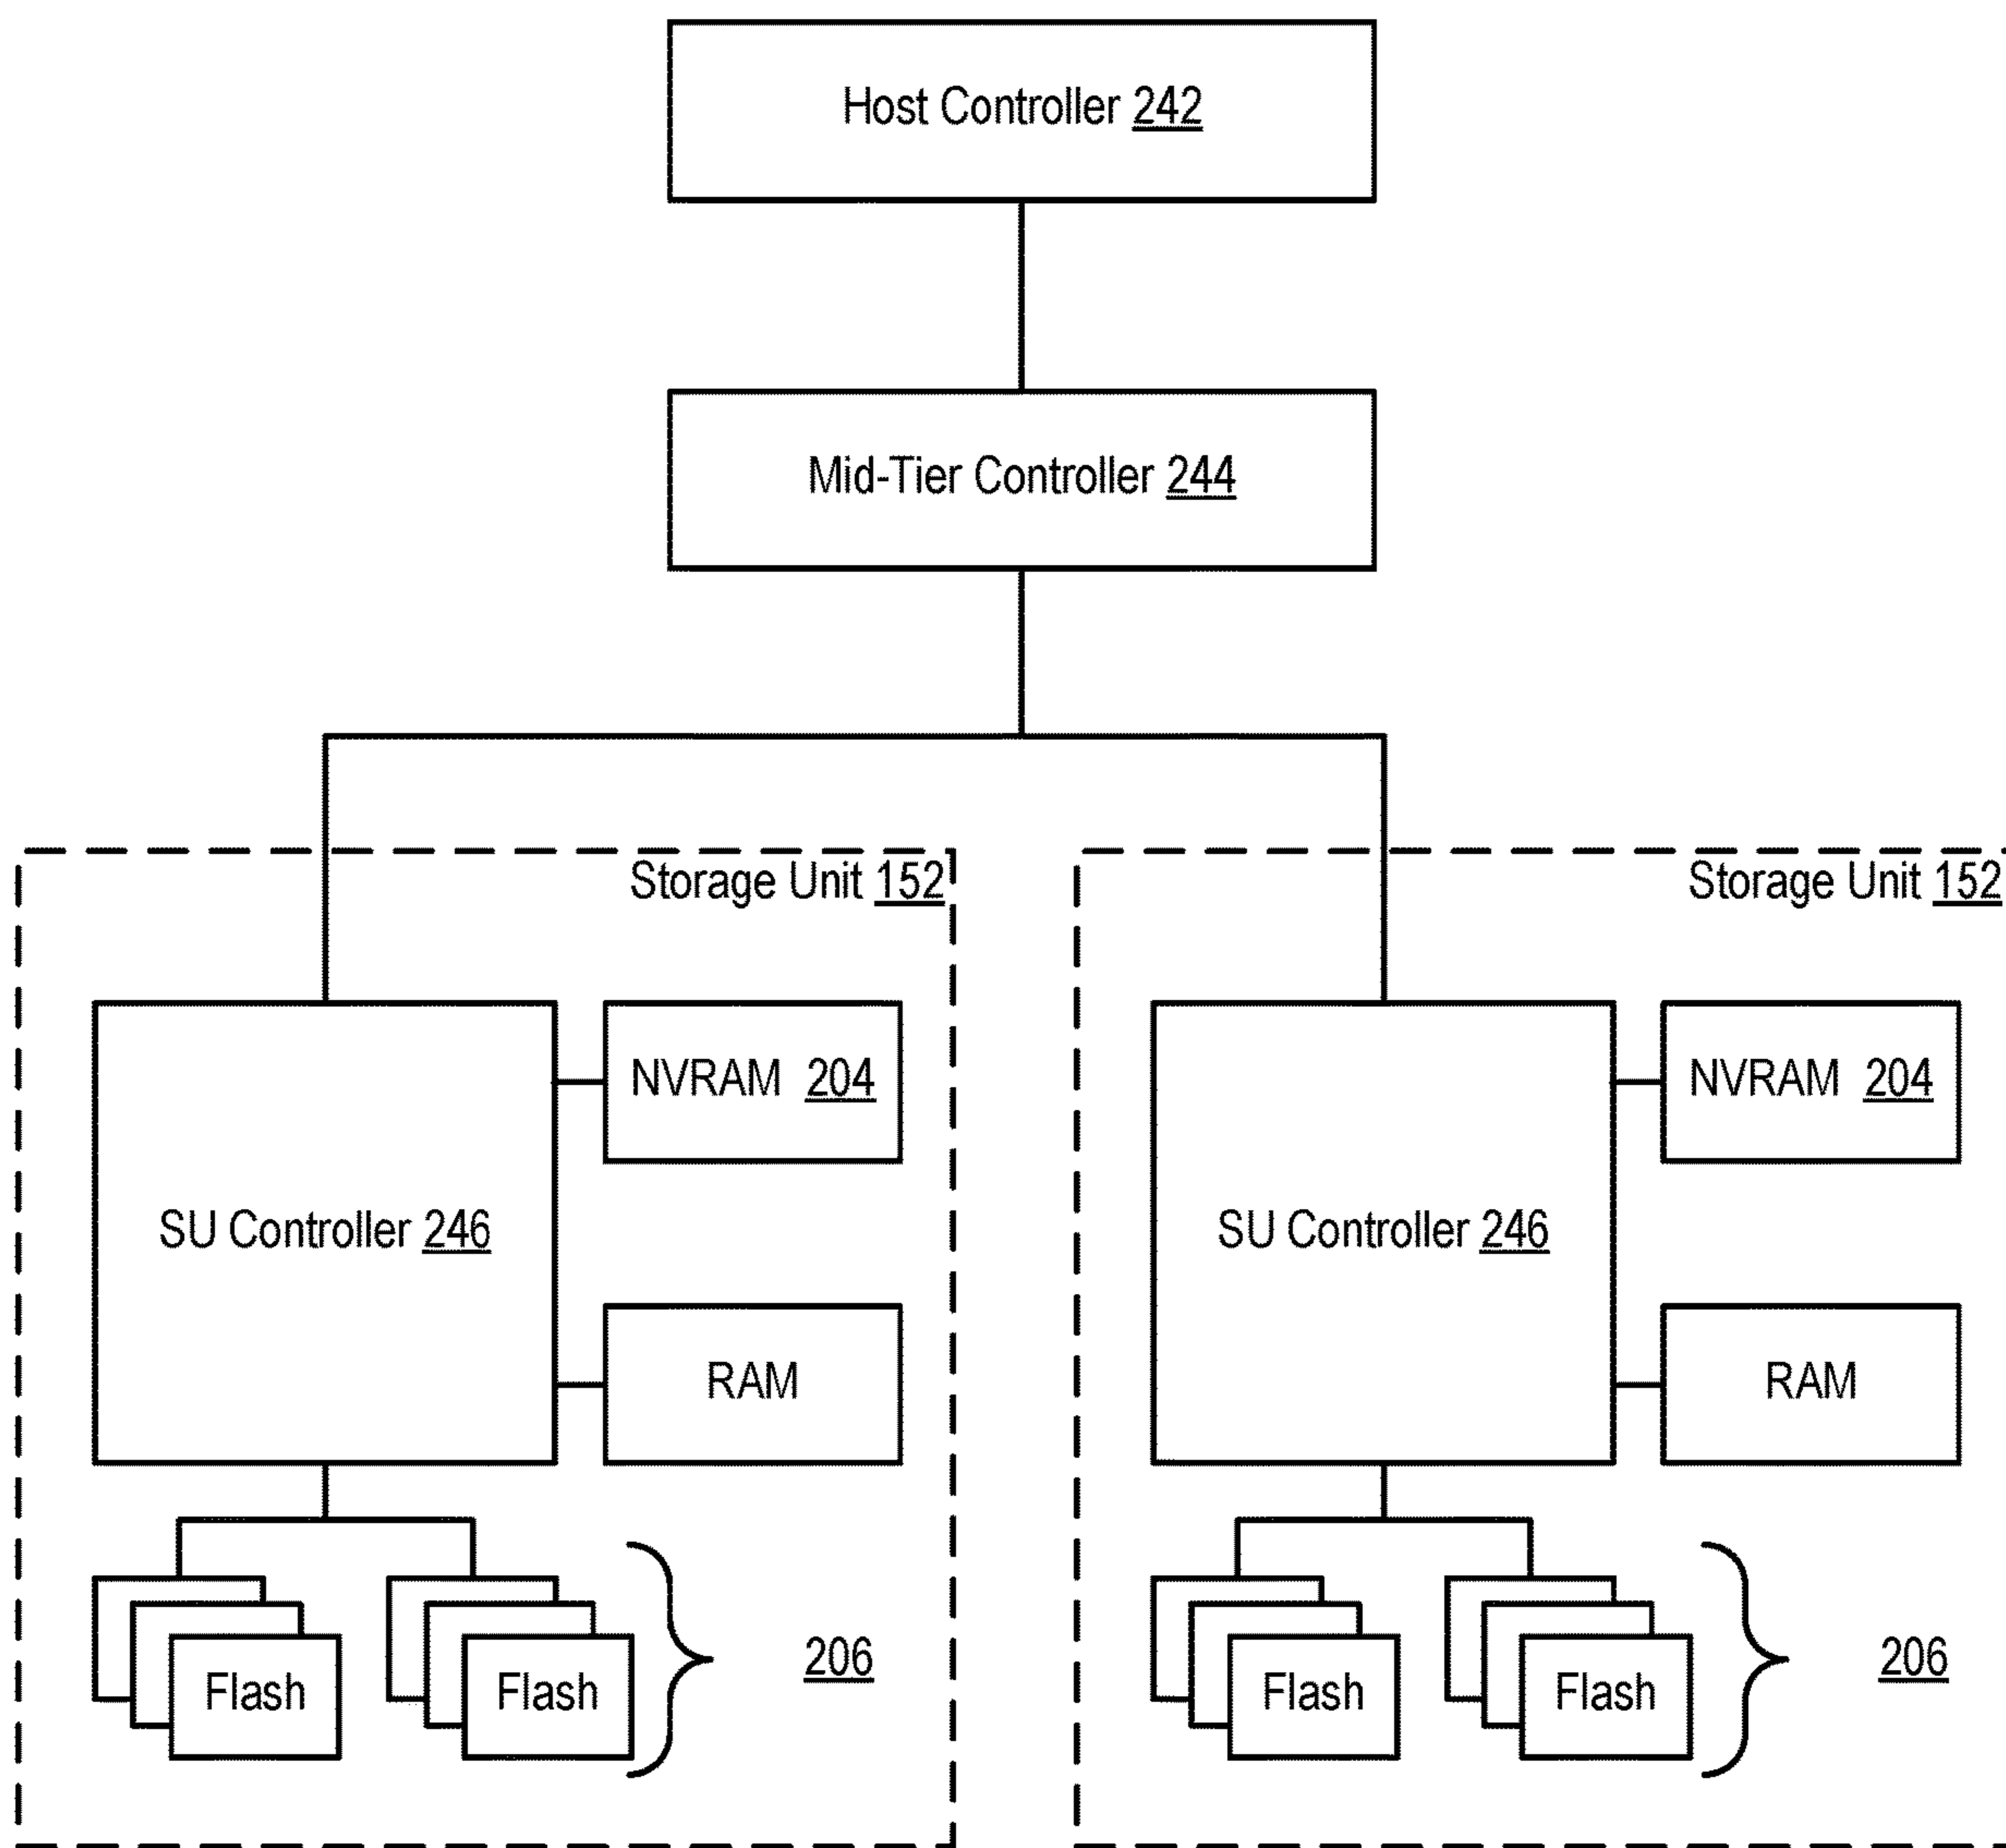 Host Controller 242
Mid-Tier Controller 244
Storage Unit 152
Storage Unit 152
NVRAM 204
NVRAM 204
SU Controller 246
SU Controller 246
RAM
RAM
206
206
Flash
Flash
Flash
Flash